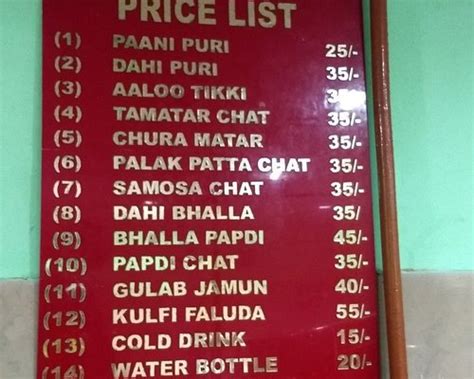 PRICE LIST
(1) PAANI PURI 25/-
(2) DAHI PURI 35/-
(3) AALOO TIKKI 35/-
(4) TAMATAR CHAT 35/-
(5) CHURA MATAR 35/-
(6) PALAK PATTA CHAT 35/-
(7) SAMOSA CHAT 35/-
(8) DAHI BHALLA 35/
(9) BHALLA PAPDI 45/-
(10) PAPDI CHAT 35/-
(11) GULAB JAMUN 40/-
(12) KULFI FALUDA 55/-
(13) COLD DRINK 15/-
(14) WATER BOTTLE 20/-